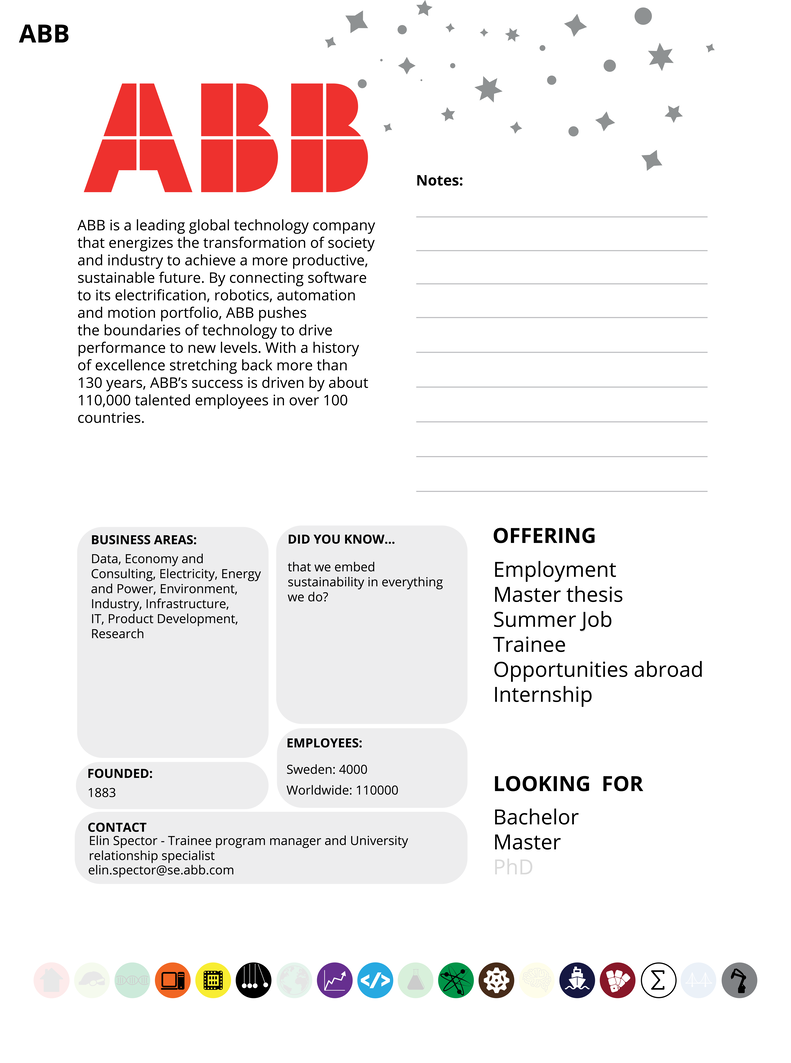 ABB
ABB
Notes:
ABB is a leading global technology company
that energizes the transformation of society
and industry to achieve a more productive,
sustainable future. By connecting software
to its electrification, robotics, automation
and motion portfolio, ABB pushes
the boundaries of technology to drive
performance to new levels. With a history
of excellence stretching back more than
130 years, ABB’s success is driven by about
110,000 talented employees in over 100
countries.
BUSINESS AREAS:
Data, Economy and
Consulting, Electricity, Energy
and Power, Environment,
Industry, Infrastructure,
IT, Product Development,
Research
DID YOU KNOW...
that we embed
sustainability in everything
we do?
EMPLOYEES:
Sweden: 4000
Worldwide: 110000
FOUNDED:
1883
CONTACT
Elin Spector - Trainee program manager and University
relationship specialist
elin.spector@se.abb.com
OFFERING
Employment
Master thesis
Summer Job
Trainee
Opportunities abroad
Internship
LOOKING FOR
Bachelor
Master
PhD